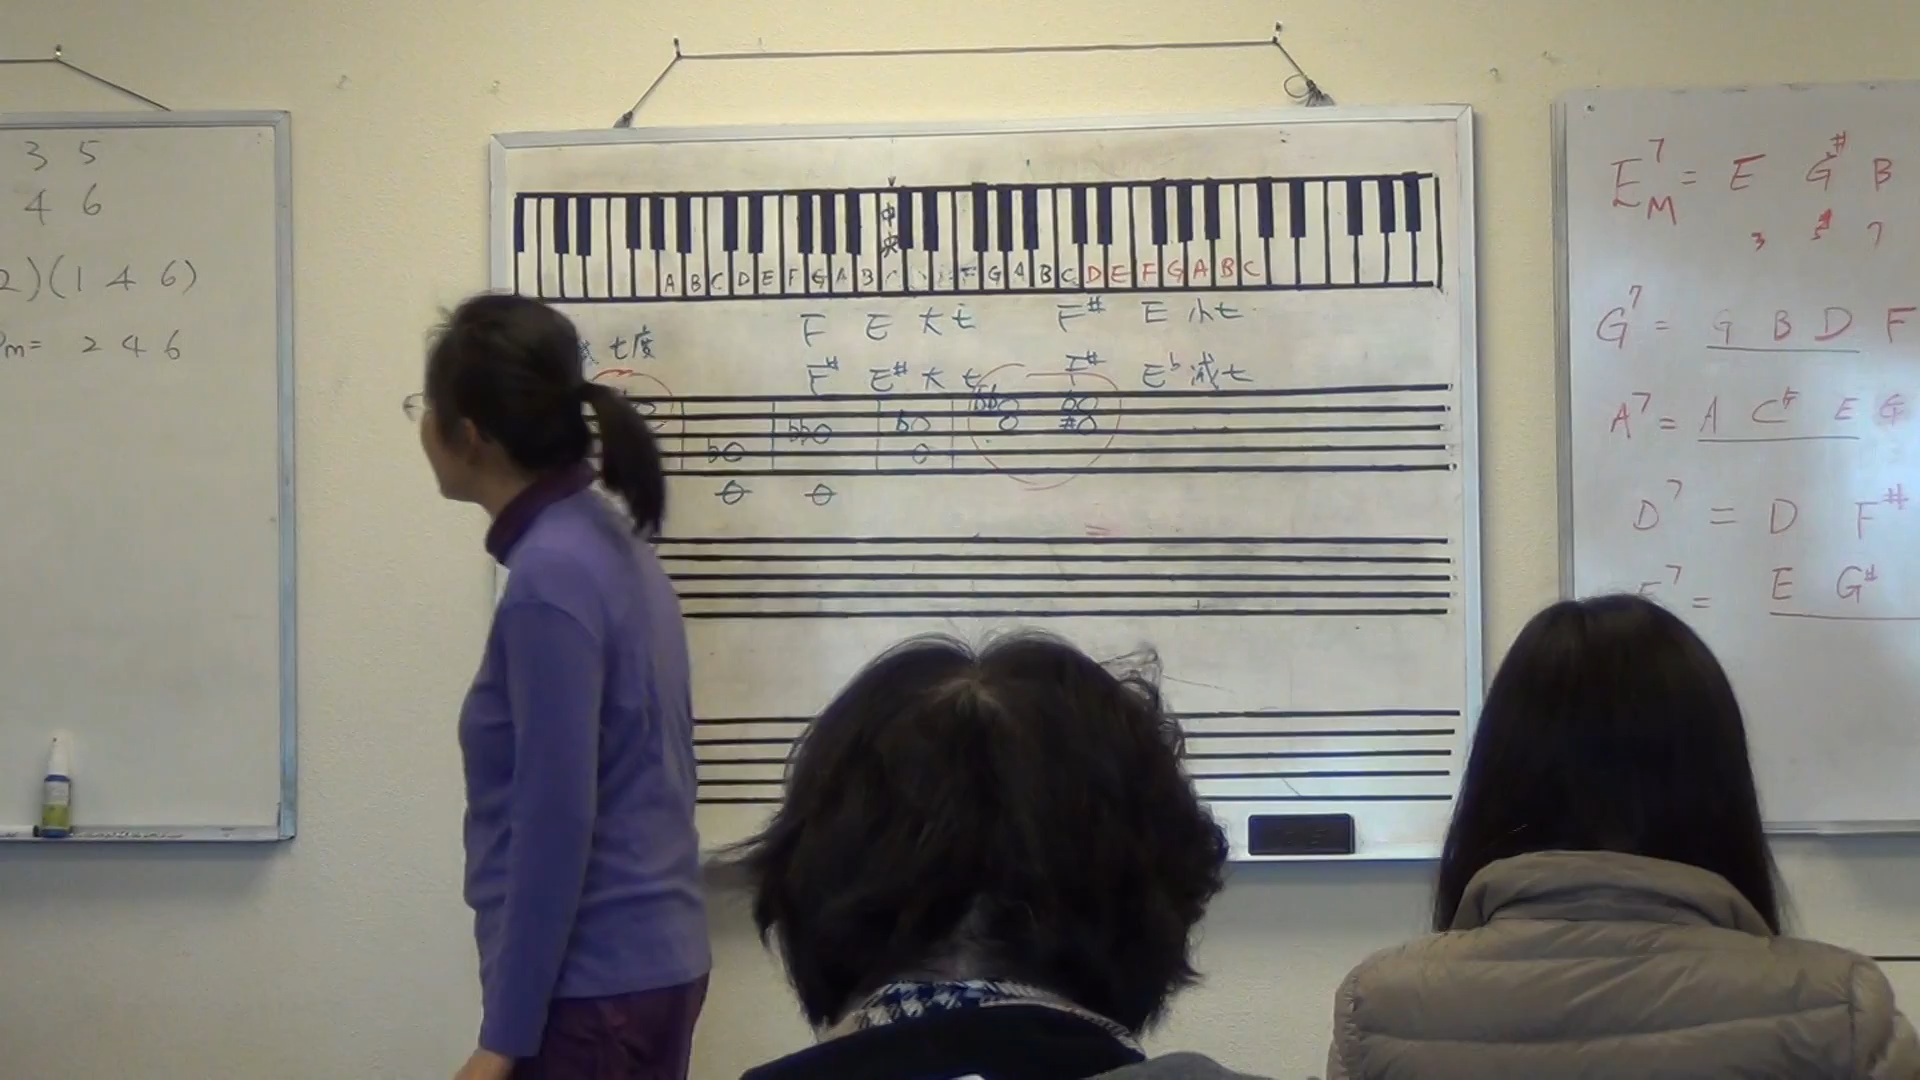 3 5
4 6
2)(1 4 6)
m= 2 4 6
中央
A B C D E F G A B F G A B C D E F G A B C
F E 大七 F# E 小七
七度
F# E# 大七 F# E♭ 减七
E7M = E G# B
3 5# 7
G7 = G B D F
A7 = A C# E G
D7 = D F#
E7 = E G#